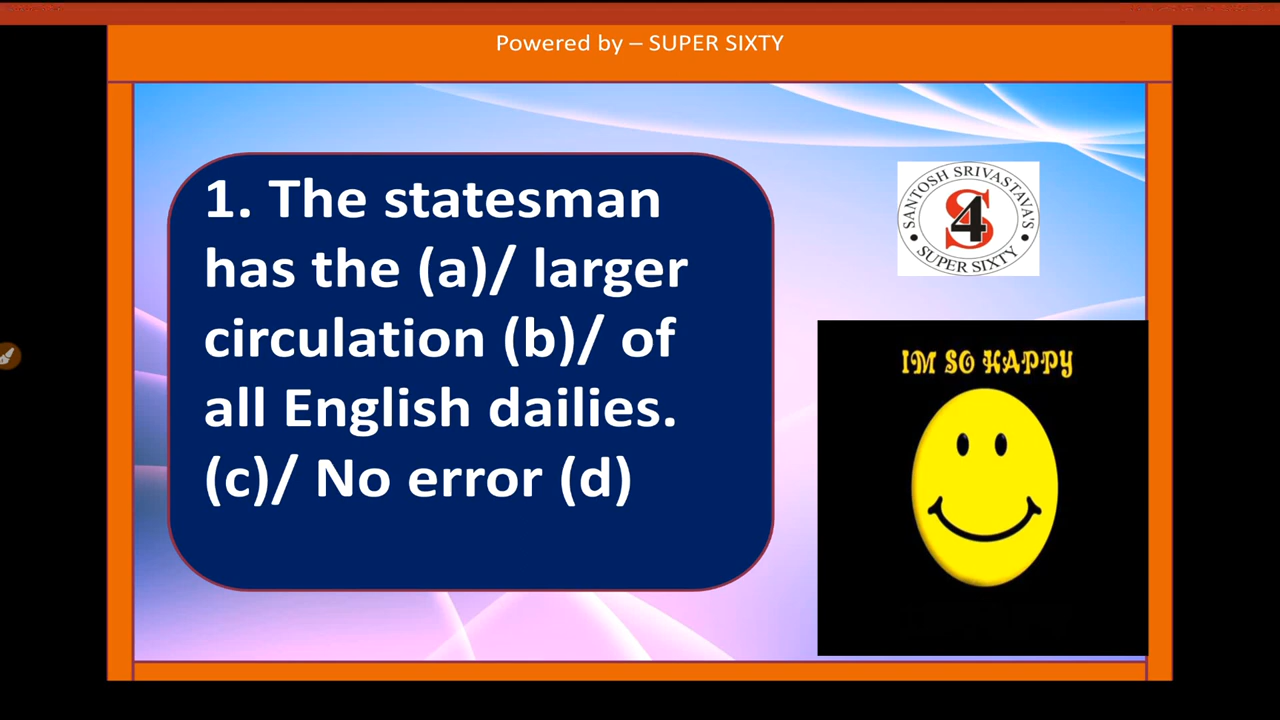 Powered by – SUPER SIXTY
1. The statesman
has the (a)/ larger
circulation (b)/ of
all English dailies.
(c)/ No error (d)
SANTOSH SRIVASTAVA'S
S4
SUPER SIXTY
IM SO HAPPY